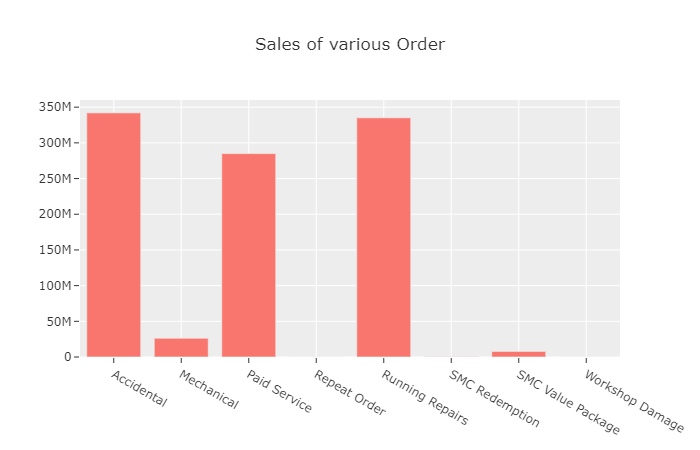 Sales of various Order
350M
300M
250M
200M
150M
100M
50M
0
Accidental
Mechanical
Paid Service
Repeat Order
Running Repairs
SMC Redemption
SMC Value Package
Workshop Damage